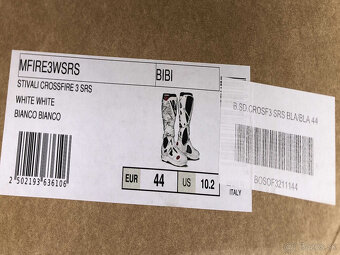 MFIRE3WSRS
BIBI
STIVALI CROSSFIRE 3 SRS
WHITE WHITE
BIANCO BIANCO
EUR 44 US 10.2
2 502193 636106
ITALY
B.SD CROSF3 SRS BLA/BLA 44
BOSOF3211144